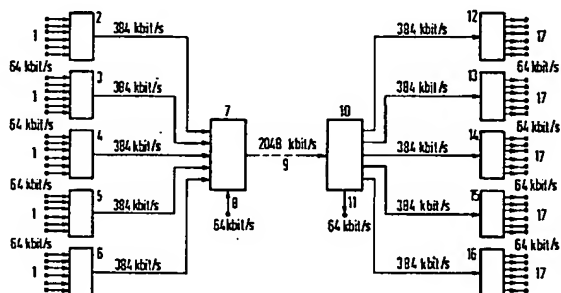 2 12
384 kbit/s 384 kbit/s
1 17
64 kbit/s 64 kbit/s
3 13
384 kbit/s 384 kbit/s
1 17
64 kbit/s 7 10 64 kbit/s
4 2048 kbit/s 14
384 kbit/s 9 384 kbit/s
1 17
64 kbit/s 8 11 64 kbit/s
5 64 kbit/s 64 kbit/s 15
384 kbit/s 384 kbit/s
1 17
64 kbit/s 64 kbit/s
6 16
384 kbit/s 384 kbit/s
1 17